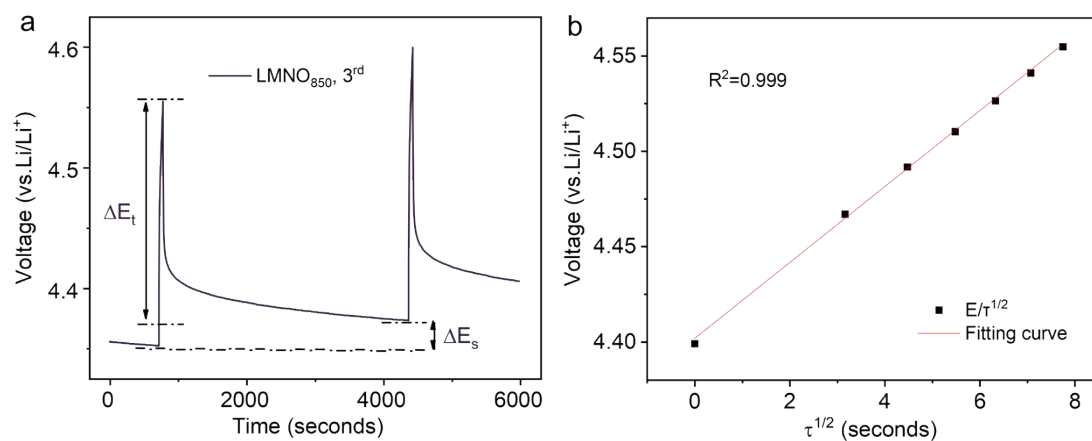 a
4.6
4.5
4.4
Voltage (vs.Li/Li⁺)
LMNO₈₅₀, 3ʳᵈ
ΔEₜ
ΔEₛ
0 2000 4000 6000
Time (seconds)
b
4.55
4.50
4.45
4.40
Voltage (vs.Li/Li⁺)
R²=0.999
E/τ¹/²
Fitting curve
0 2 4 6 8
τ¹/² (seconds)